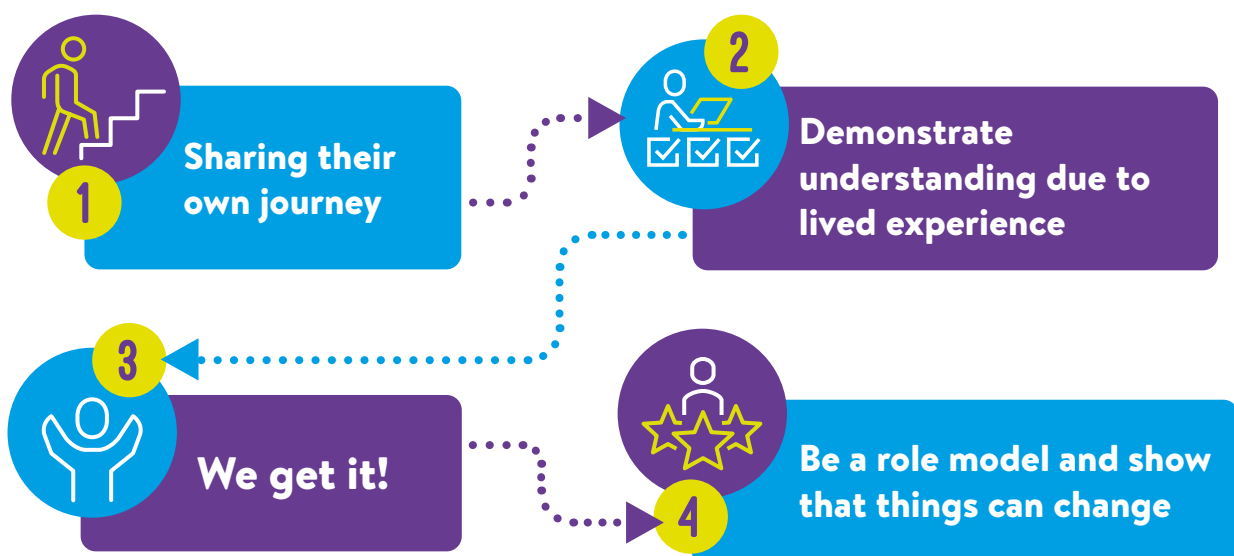 1
Sharing their
own journey
2
Demonstrate
understanding due to
lived experience
3
We get it!
4
Be a role model and show
that things can change